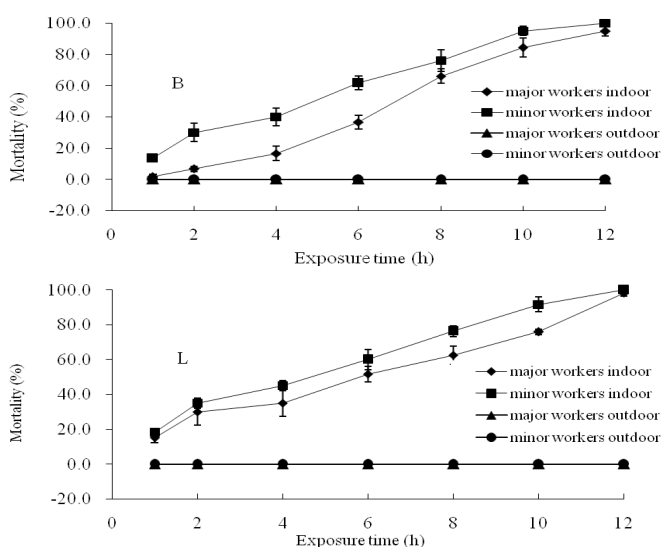 100.0
80.0
60.0
40.0
20.0
0.0
-20.0
Mortality (%)
B
major workers indoor
minor workers indoor
major workers outdoor
minor workers outdoor
0 2 4 6 8 10 12
Exposure time (h)
100.0
80.0
60.0
40.0
20.0
0.0
-20.0
Mortality (%)
L
major workers indoor
minor workers indoor
major workers outdoor
minor workers outdoor
0 2 4 6 8 10 12
Exposure time (h)